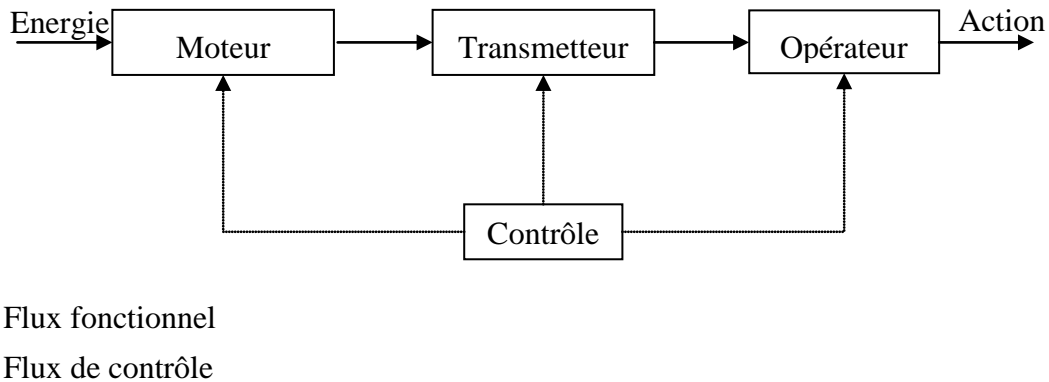 Energie
Moteur
Transmetteur
Opérateur
Action
Contrôle
Flux fonctionnel
Flux de contrôle